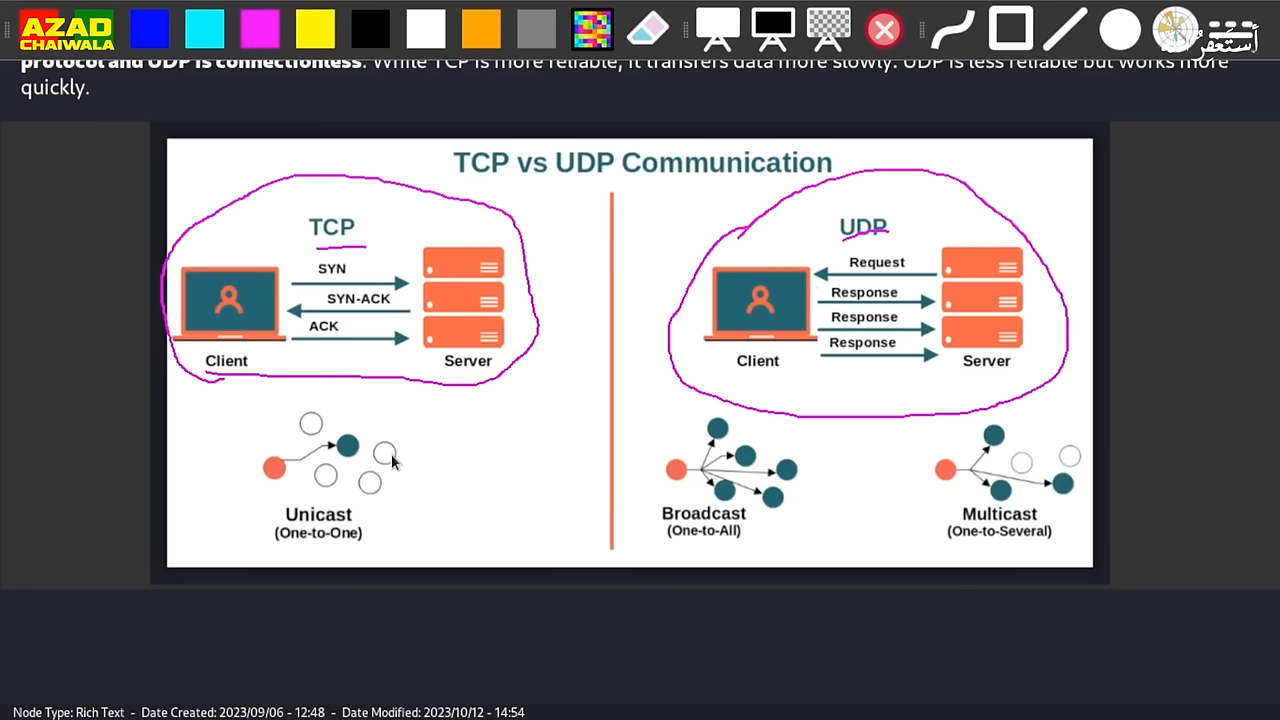 AZAD
CHAIWALA
أستغفر الله
protocol and UDP is connectionless. While TCP is more reliable, it transfers data more slowly. UDP is less reliable but works more
quickly.
TCP vs UDP Communication
TCP
SYN
SYN-ACK
ACK
Client
Server
UDP
Request
Response
Response
Response
Client
Server
Unicast
(One-to-One)
Broadcast
(One-to-All)
Multicast
(One-to-Several)
Node Type: Rich Text - Date Created: 2023/09/06 - 12:48 - Date Modified: 2023/10/12 - 14:54